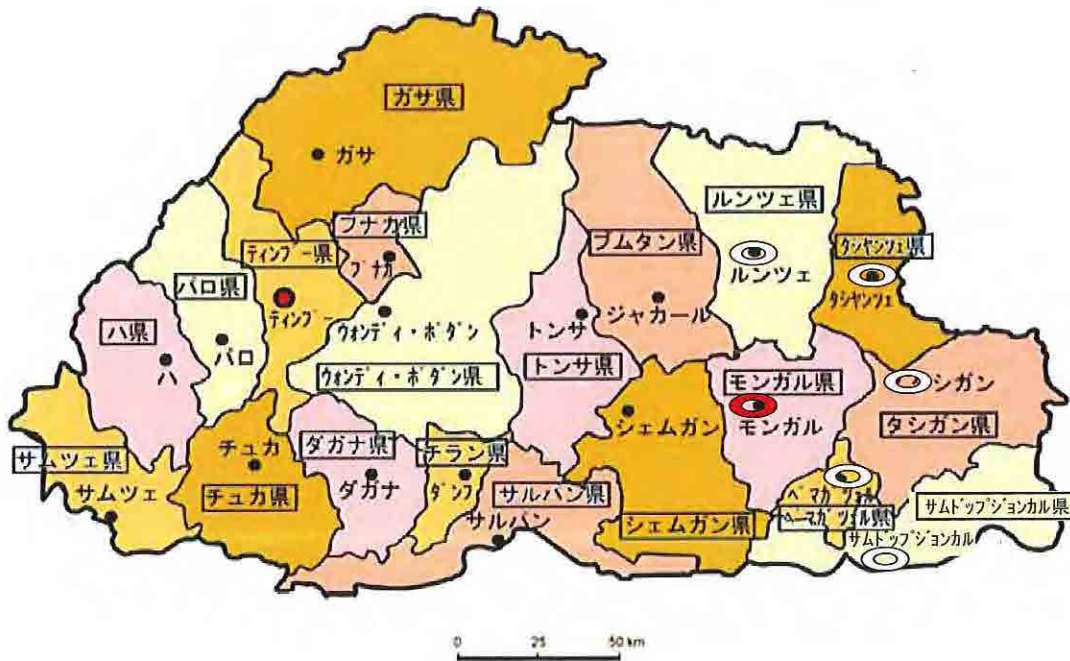 ガサ県
ガサ
プナカ県
プナカ
ティンプー県
ティンプー
パロ県
パロ
ハ県
ハ
ウォンディ・ポダン
ウォンディ・ポダン県
トンサ
トンサ県
ブムタン県
ジャカール
ルンツェ県
ルンツェ
タシヤンツェ県
タシヤンツェ
モンガル県
モンガル
シガン
タシガン県
サムツェ県
サムツェ
チュカ
チュカ県
ダガナ県
ダガナ
チラン県
ダンプ
サルパン県
サルパン
シェムガン
シェムガン県
ペマガツェル
ペーマガツェル県
サムドップジョンカル県
サムドップジョンカル
0 25 50 km